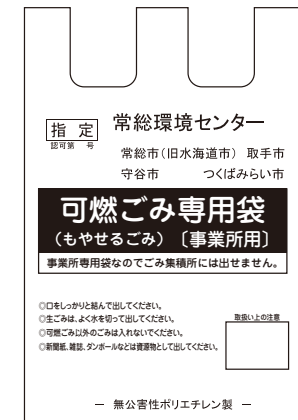 指 定
認可第 号
常総環境センター
常総市(旧水海道市) 取手市
守谷市 つくばみらい市
可燃ごみ専用袋
(もやせるごみ)〔事業所用〕
事業所専用袋なのでごみ集積所には出せません。
◎口をしっかりと結んで出してください。
◎生ごみは、よく水を切って出してください。
◎可燃ごみ以外のごみは入れないでください。
◎新聞紙、雑誌、ダンボールなどは資源物として出してください。
取扱い上の注意
― 無公害性ポリエチレン製 ―